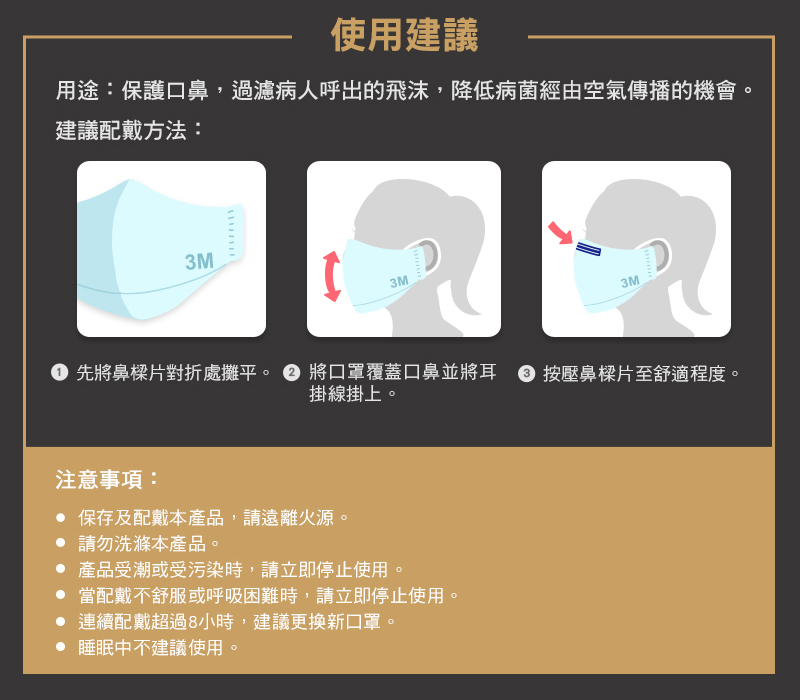 使用建議
用途：保護口鼻，過濾病人呼出的飛沫，降低病菌經由空氣傳播的機會。
建議配戴方法：
3M
3M
3M
1 先將鼻樑片對折處攤平。
2 將口罩覆蓋口鼻並將耳
掛線掛上。
3 按壓鼻樑片至舒適程度。
注意事項：
● 保存及配戴本產品，請遠離火源。
● 請勿洗滌本產品。
● 產品受潮或受污染時，請立即停止使用。
● 當配戴不舒服或呼吸困難時，請立即停止使用。
● 連續配戴超過8小時，建議更換新口罩。
● 睡眠中不建議使用。